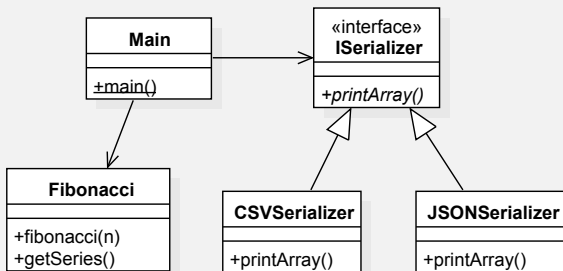 Main
+main()
«interface»
ISerializer
+printArray()
Fibonacci
+fibonacci(n)
+getSeries()
CSVSerializer
+printArray()
JSONSerializer
+printArray()